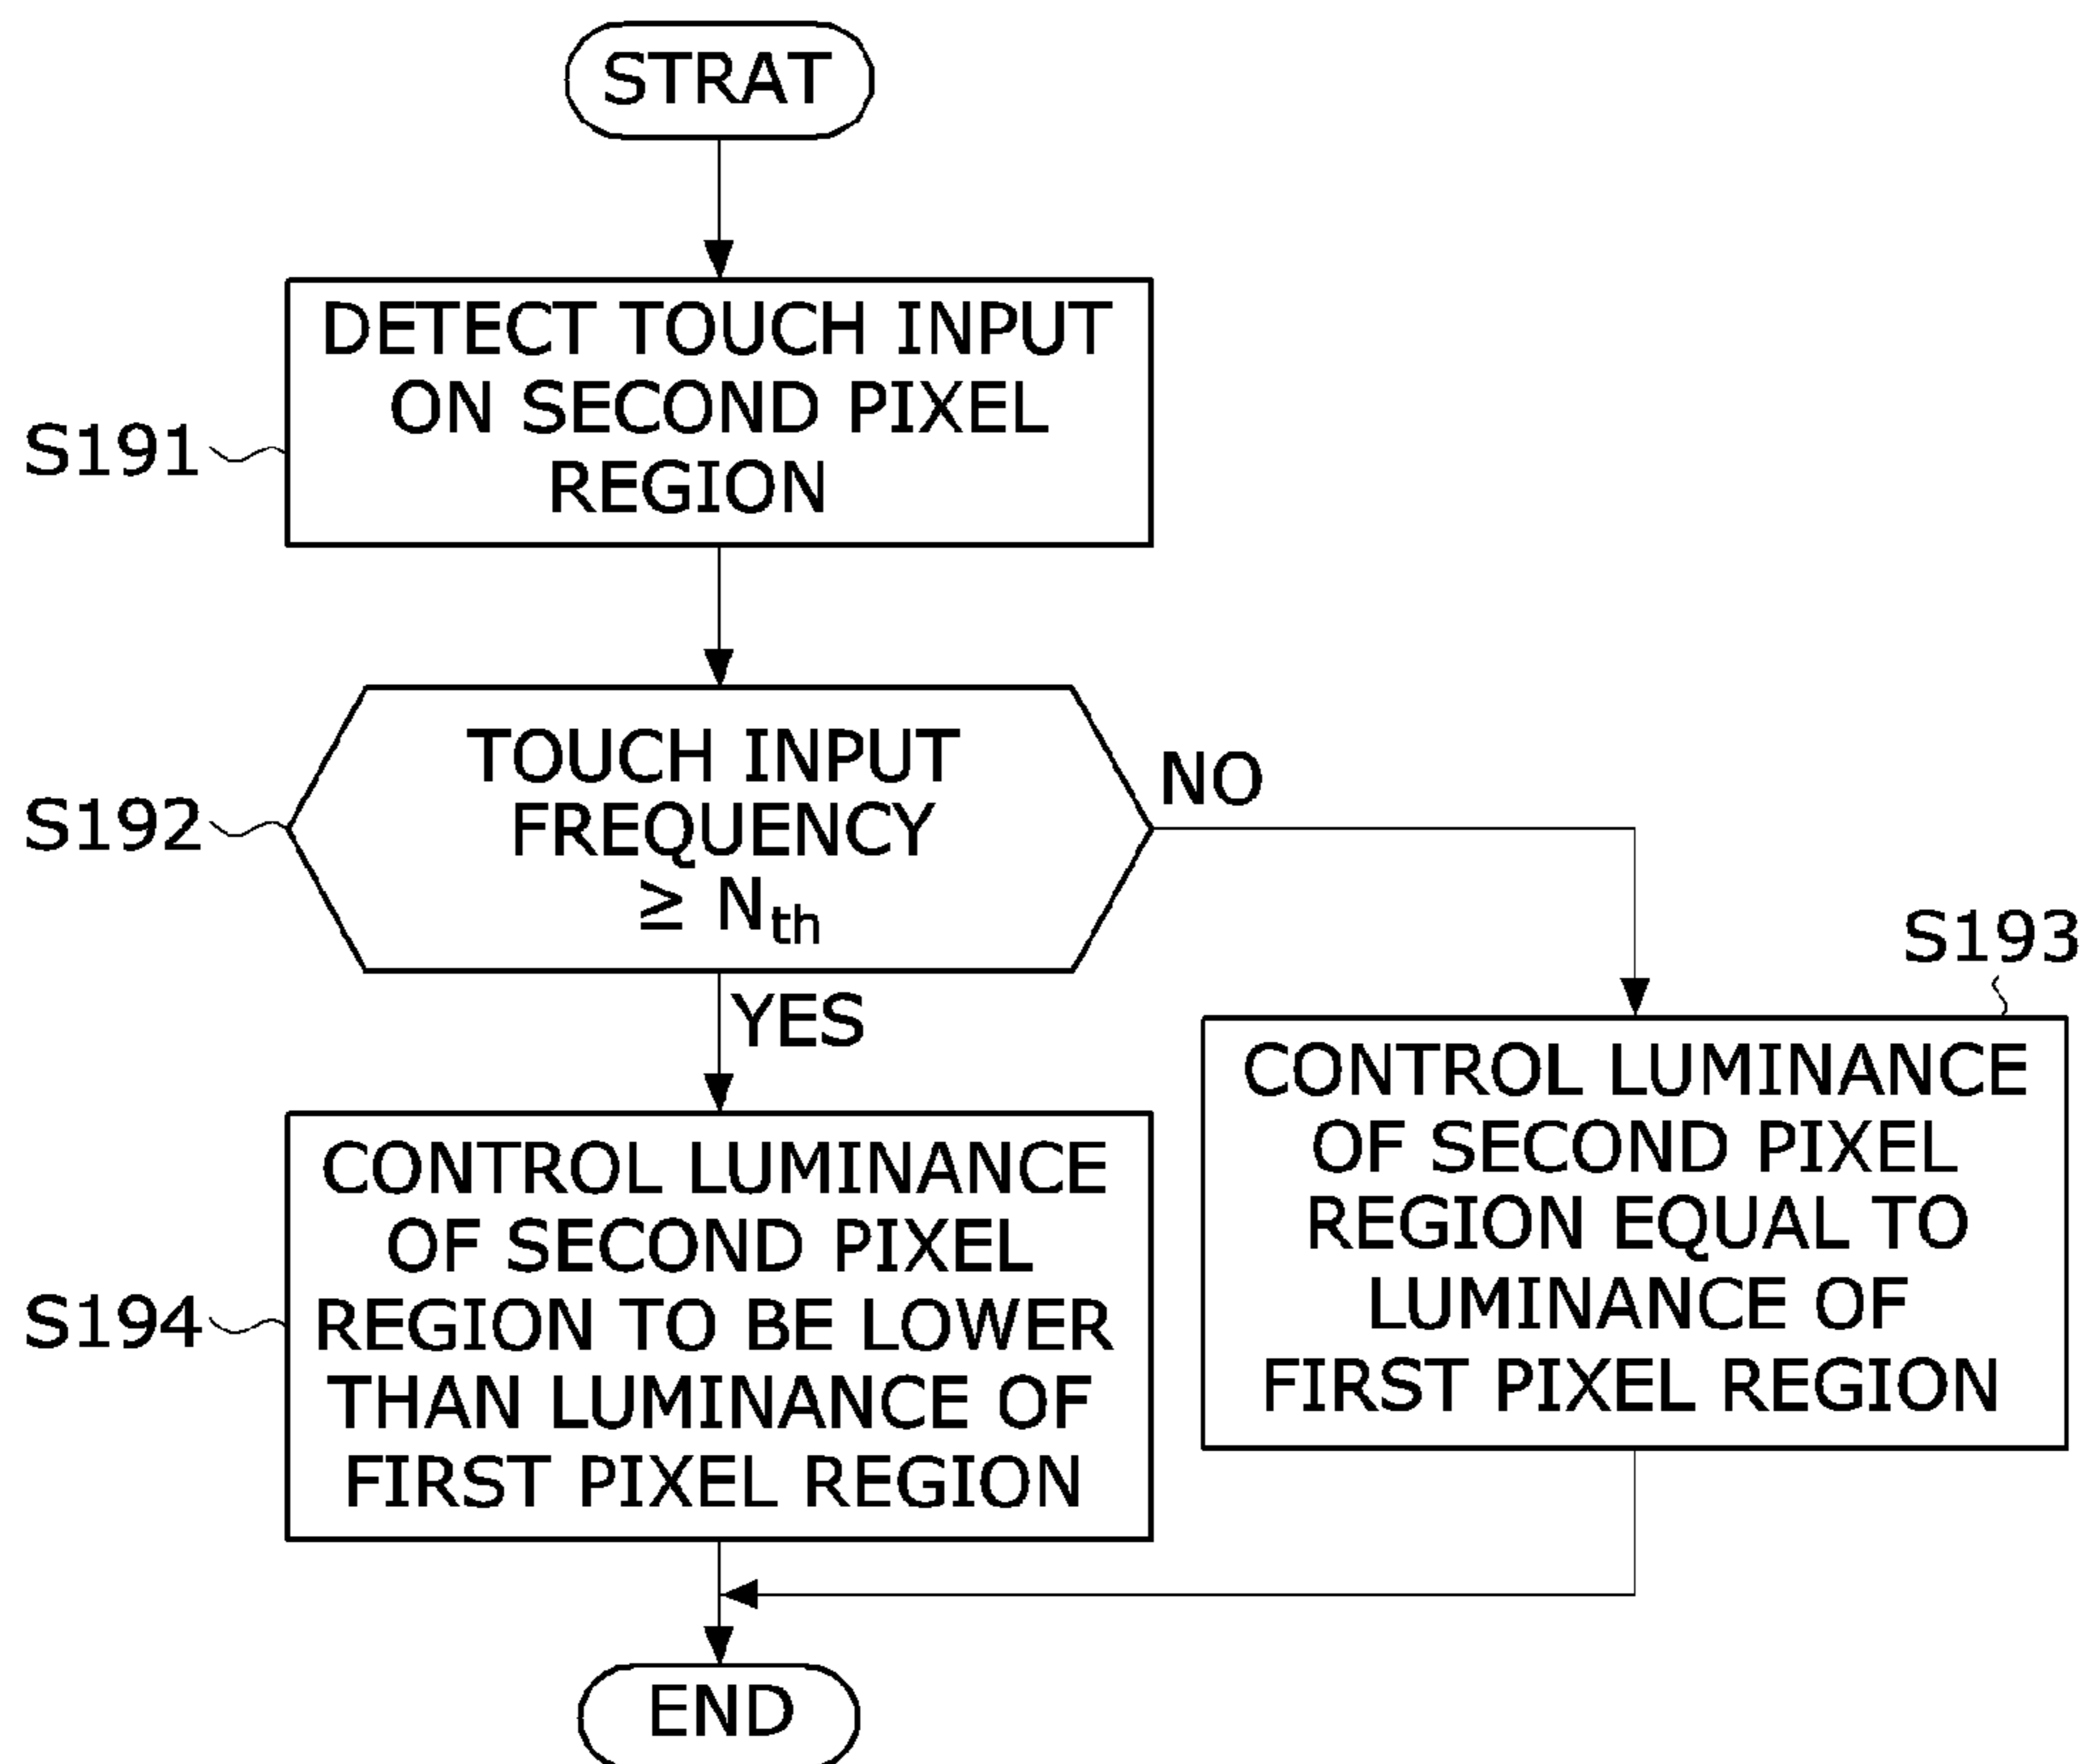 STRAT
DETECT TOUCH INPUT
ON SECOND PIXEL
REGION
S191
TOUCH INPUT
FREQUENCY
≥ Nth
S192
NO
YES
S193
CONTROL LUMINANCE
OF SECOND PIXEL
REGION EQUAL TO
LUMINANCE OF
FIRST PIXEL REGION
CONTROL LUMINANCE
OF SECOND PIXEL
REGION TO BE LOWER
THAN LUMINANCE OF
FIRST PIXEL REGION
S194
END